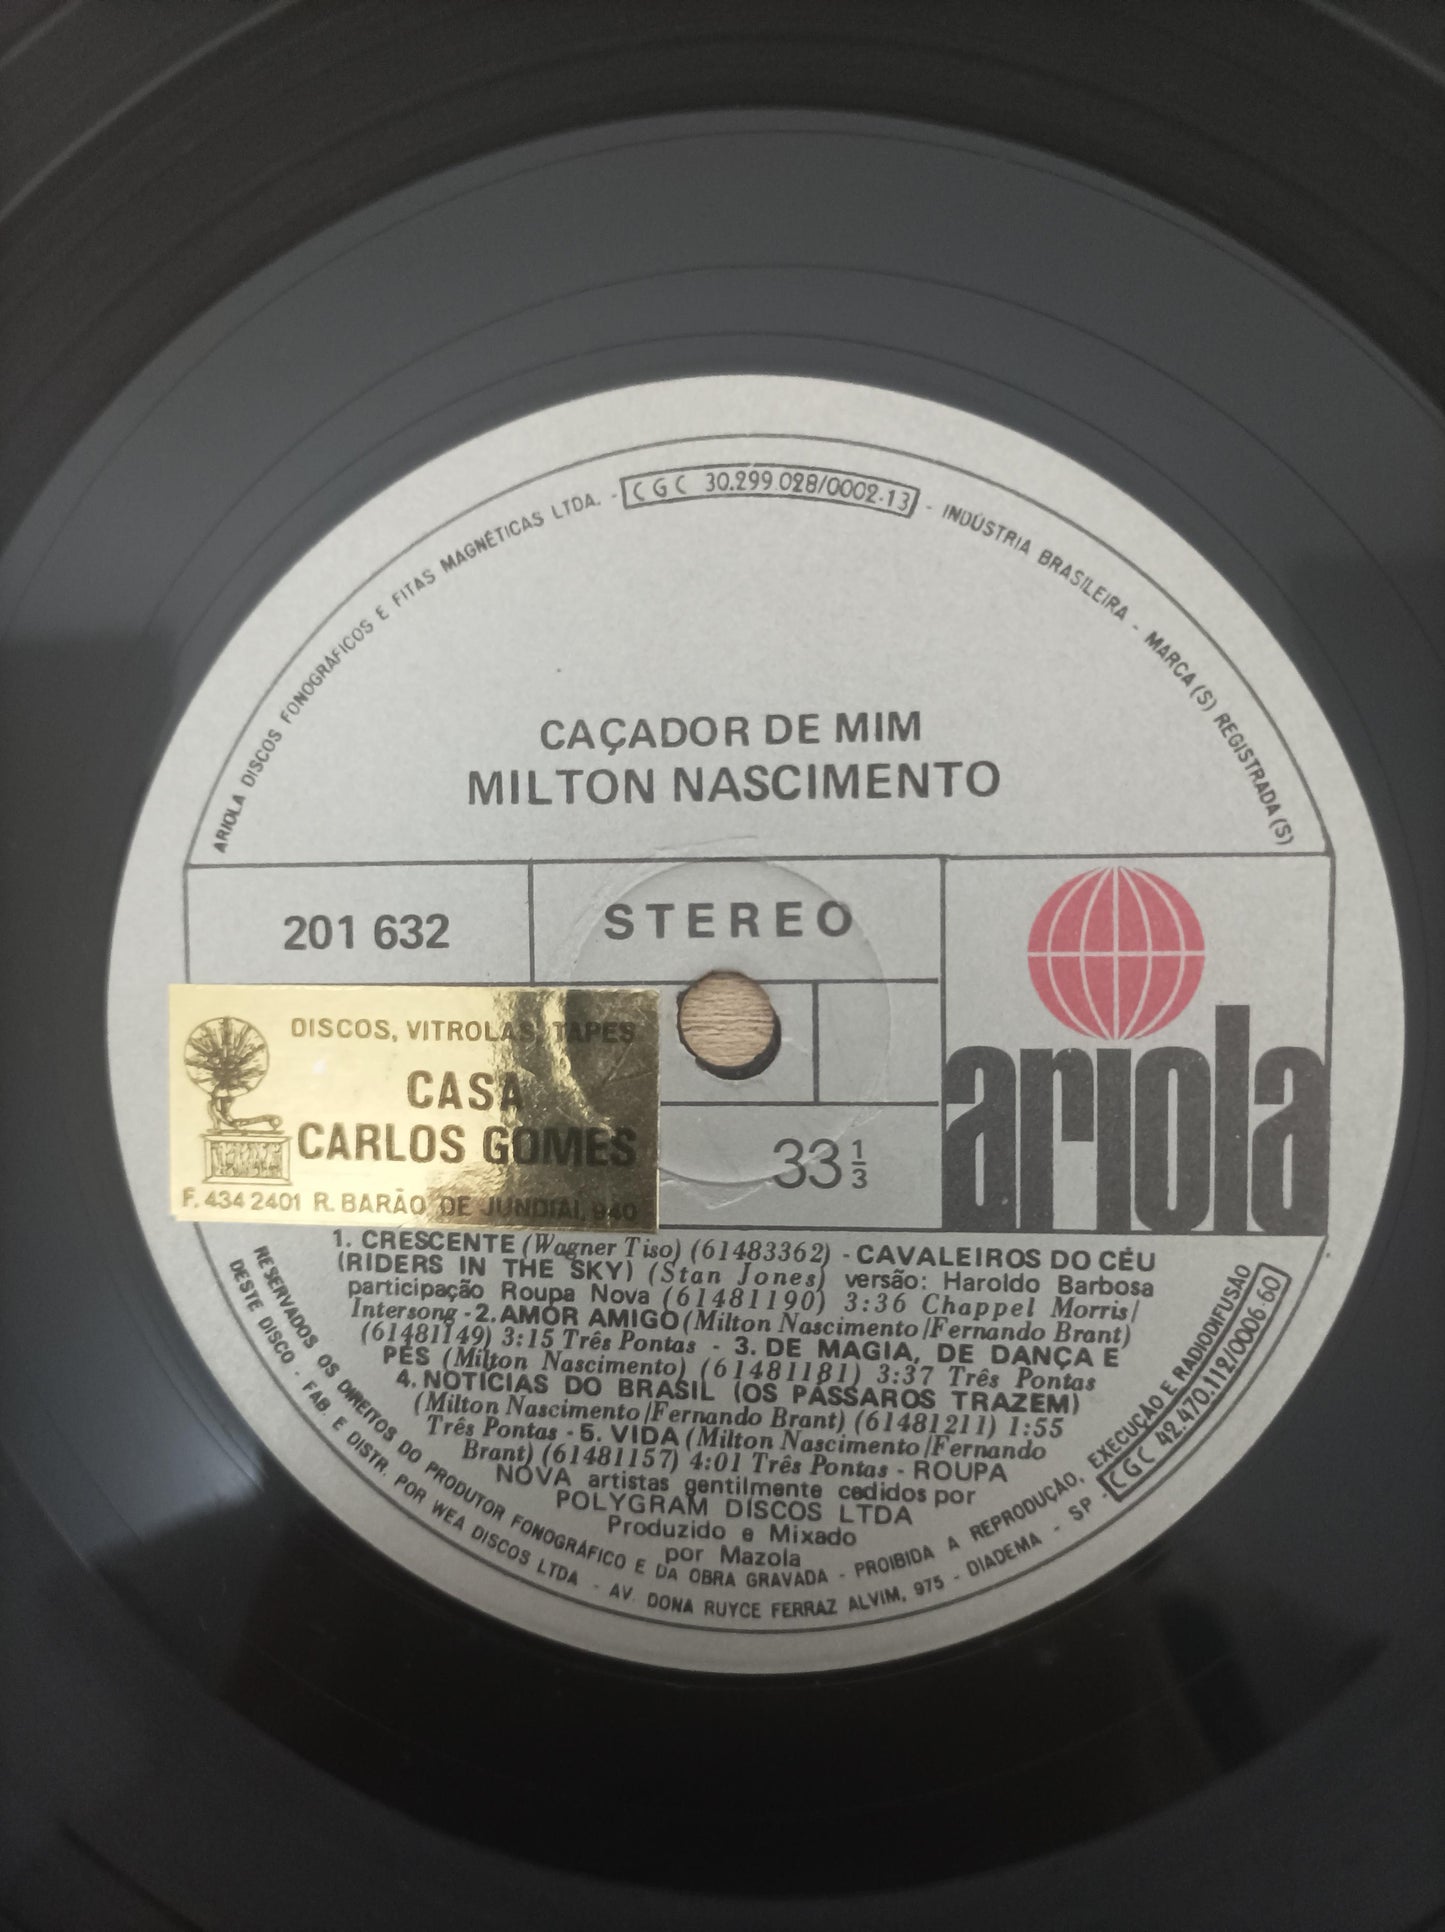 ARIOLA DISCOS FONOGRÁFICOS E FITAS MAGNÉTICAS LTDA. - CGC 30.299.028/0002-13 - INDÚSTRIA BRASILEIRA - MARCA(S) REGISTRADA(S)
CAÇADOR DE MIM
MILTON NASCIMENTO
201 632
STEREO
ariola
DISCOS, VITROLAS, TAPES
CASA
CARLOS GOMES
F. 434 2401 R. BARÃO DE JUNDIAI, 940
33 1/3
1. CRESCENTE (Wagner Tiso) (61483362) - CAVALEIROS DO CÉU
(RIDERS IN THE SKY) (Stan Jones) versão: Haroldo Barbosa
participação Roupa Nova (61481190) 3:36 Chappel Morris/
Intersong - 2. AMOR AMIGO (Milton Nascimento/Fernando Brant)
(61481149) 3:15 Três Pontas - 3. DE MAGIA, DE DANÇA E
PÉS (Milton Nascimento) (61481181) 3:37 Três Pontas
4. NOTICIAS DO BRASIL (OS PÁSSAROS TRAZEM)
(Milton Nascimento/Fernando Brant) (61481211) 1:55
Três Pontas - 5. VIDA (Milton Nascimento/Fernando
Brant) (61481157) 4:01 Três Pontas - ROUPA
NOVA artistas gentilmente cedidos por
POLYGRAM DISCOS LTDA
Produzido e Mixado
por Mazola
RESERVADOS OS DIREITOS DO PRODUTOR FONOGRÁFICO E DA OBRA GRAVADA - PROIBIDA A REPRODUÇÃO, EXECUÇÃO E RADIODIFUSÃO
DESTE DISCO - FAB. E DISTR. POR WEA DISCOS LTDA - AV. DONA RUYCE FERRAZ ALVIM, 975 - DIADEMA - SP - CGC 42.470.112/0006-60